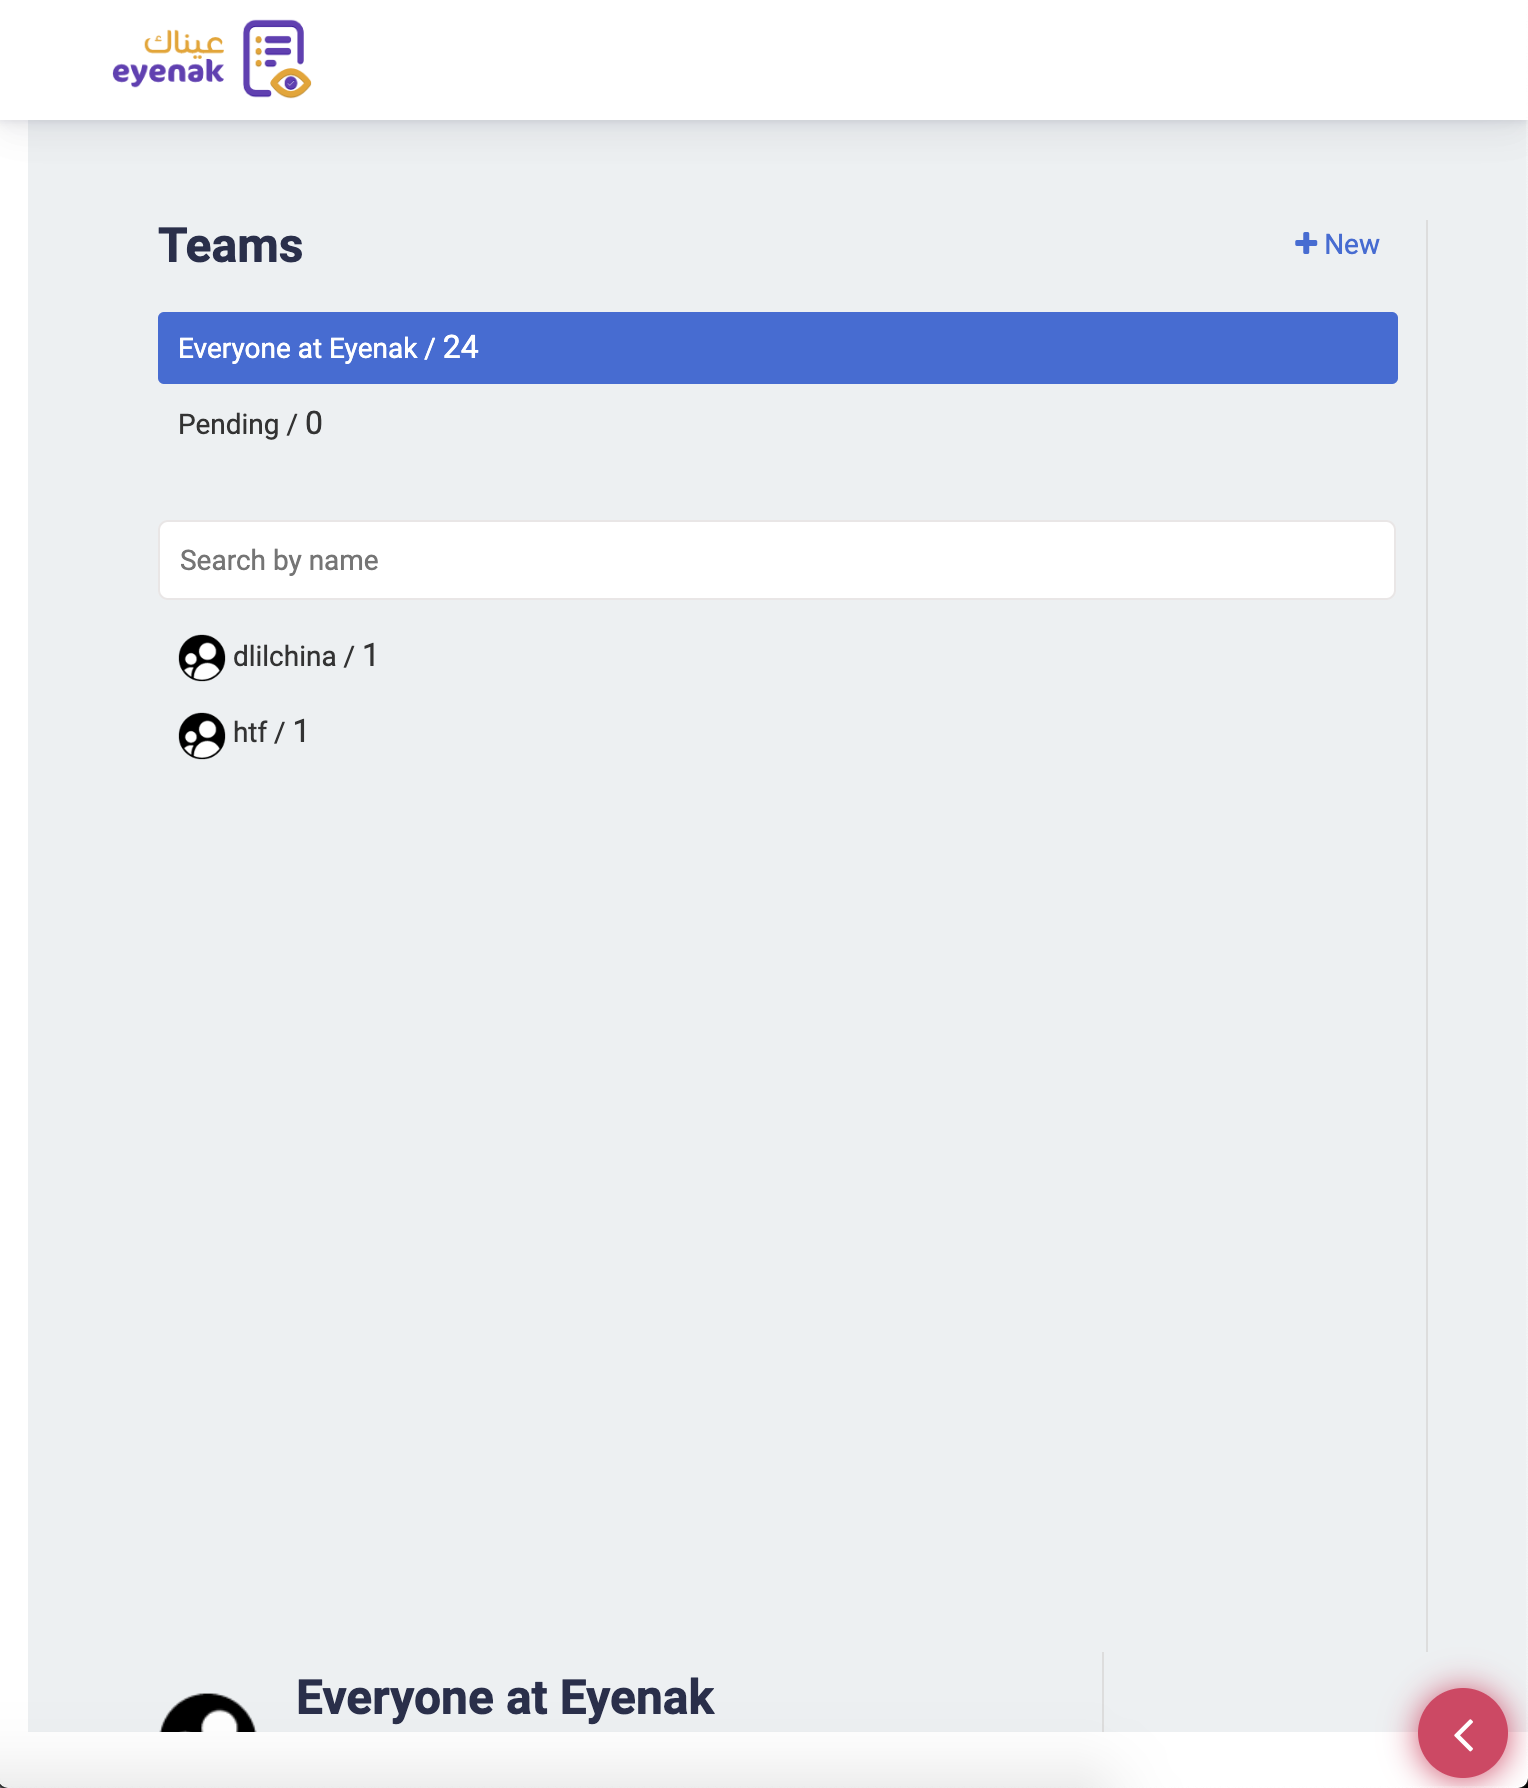 عيناك
eyenak
Teams
New
Everyone at Eyenak / 24
Pending / 0
Search by name
dlilchina / 1
htf / 1
Everyone at Eyenak